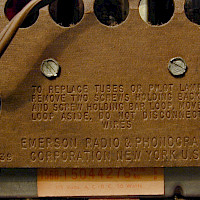 TO REPLACE TUBES OR PILOT LAMP
REMOVE TWO SCREWS HOLDING BACK
AND SCREW HOLDING BAR LOOP. MOVE
LOOP ASIDE. DO NOT DISCONNECT
WIRES
EMERSON RADIO & PHONOGRAPH
CORPORATION, NEW YORK, U.S.